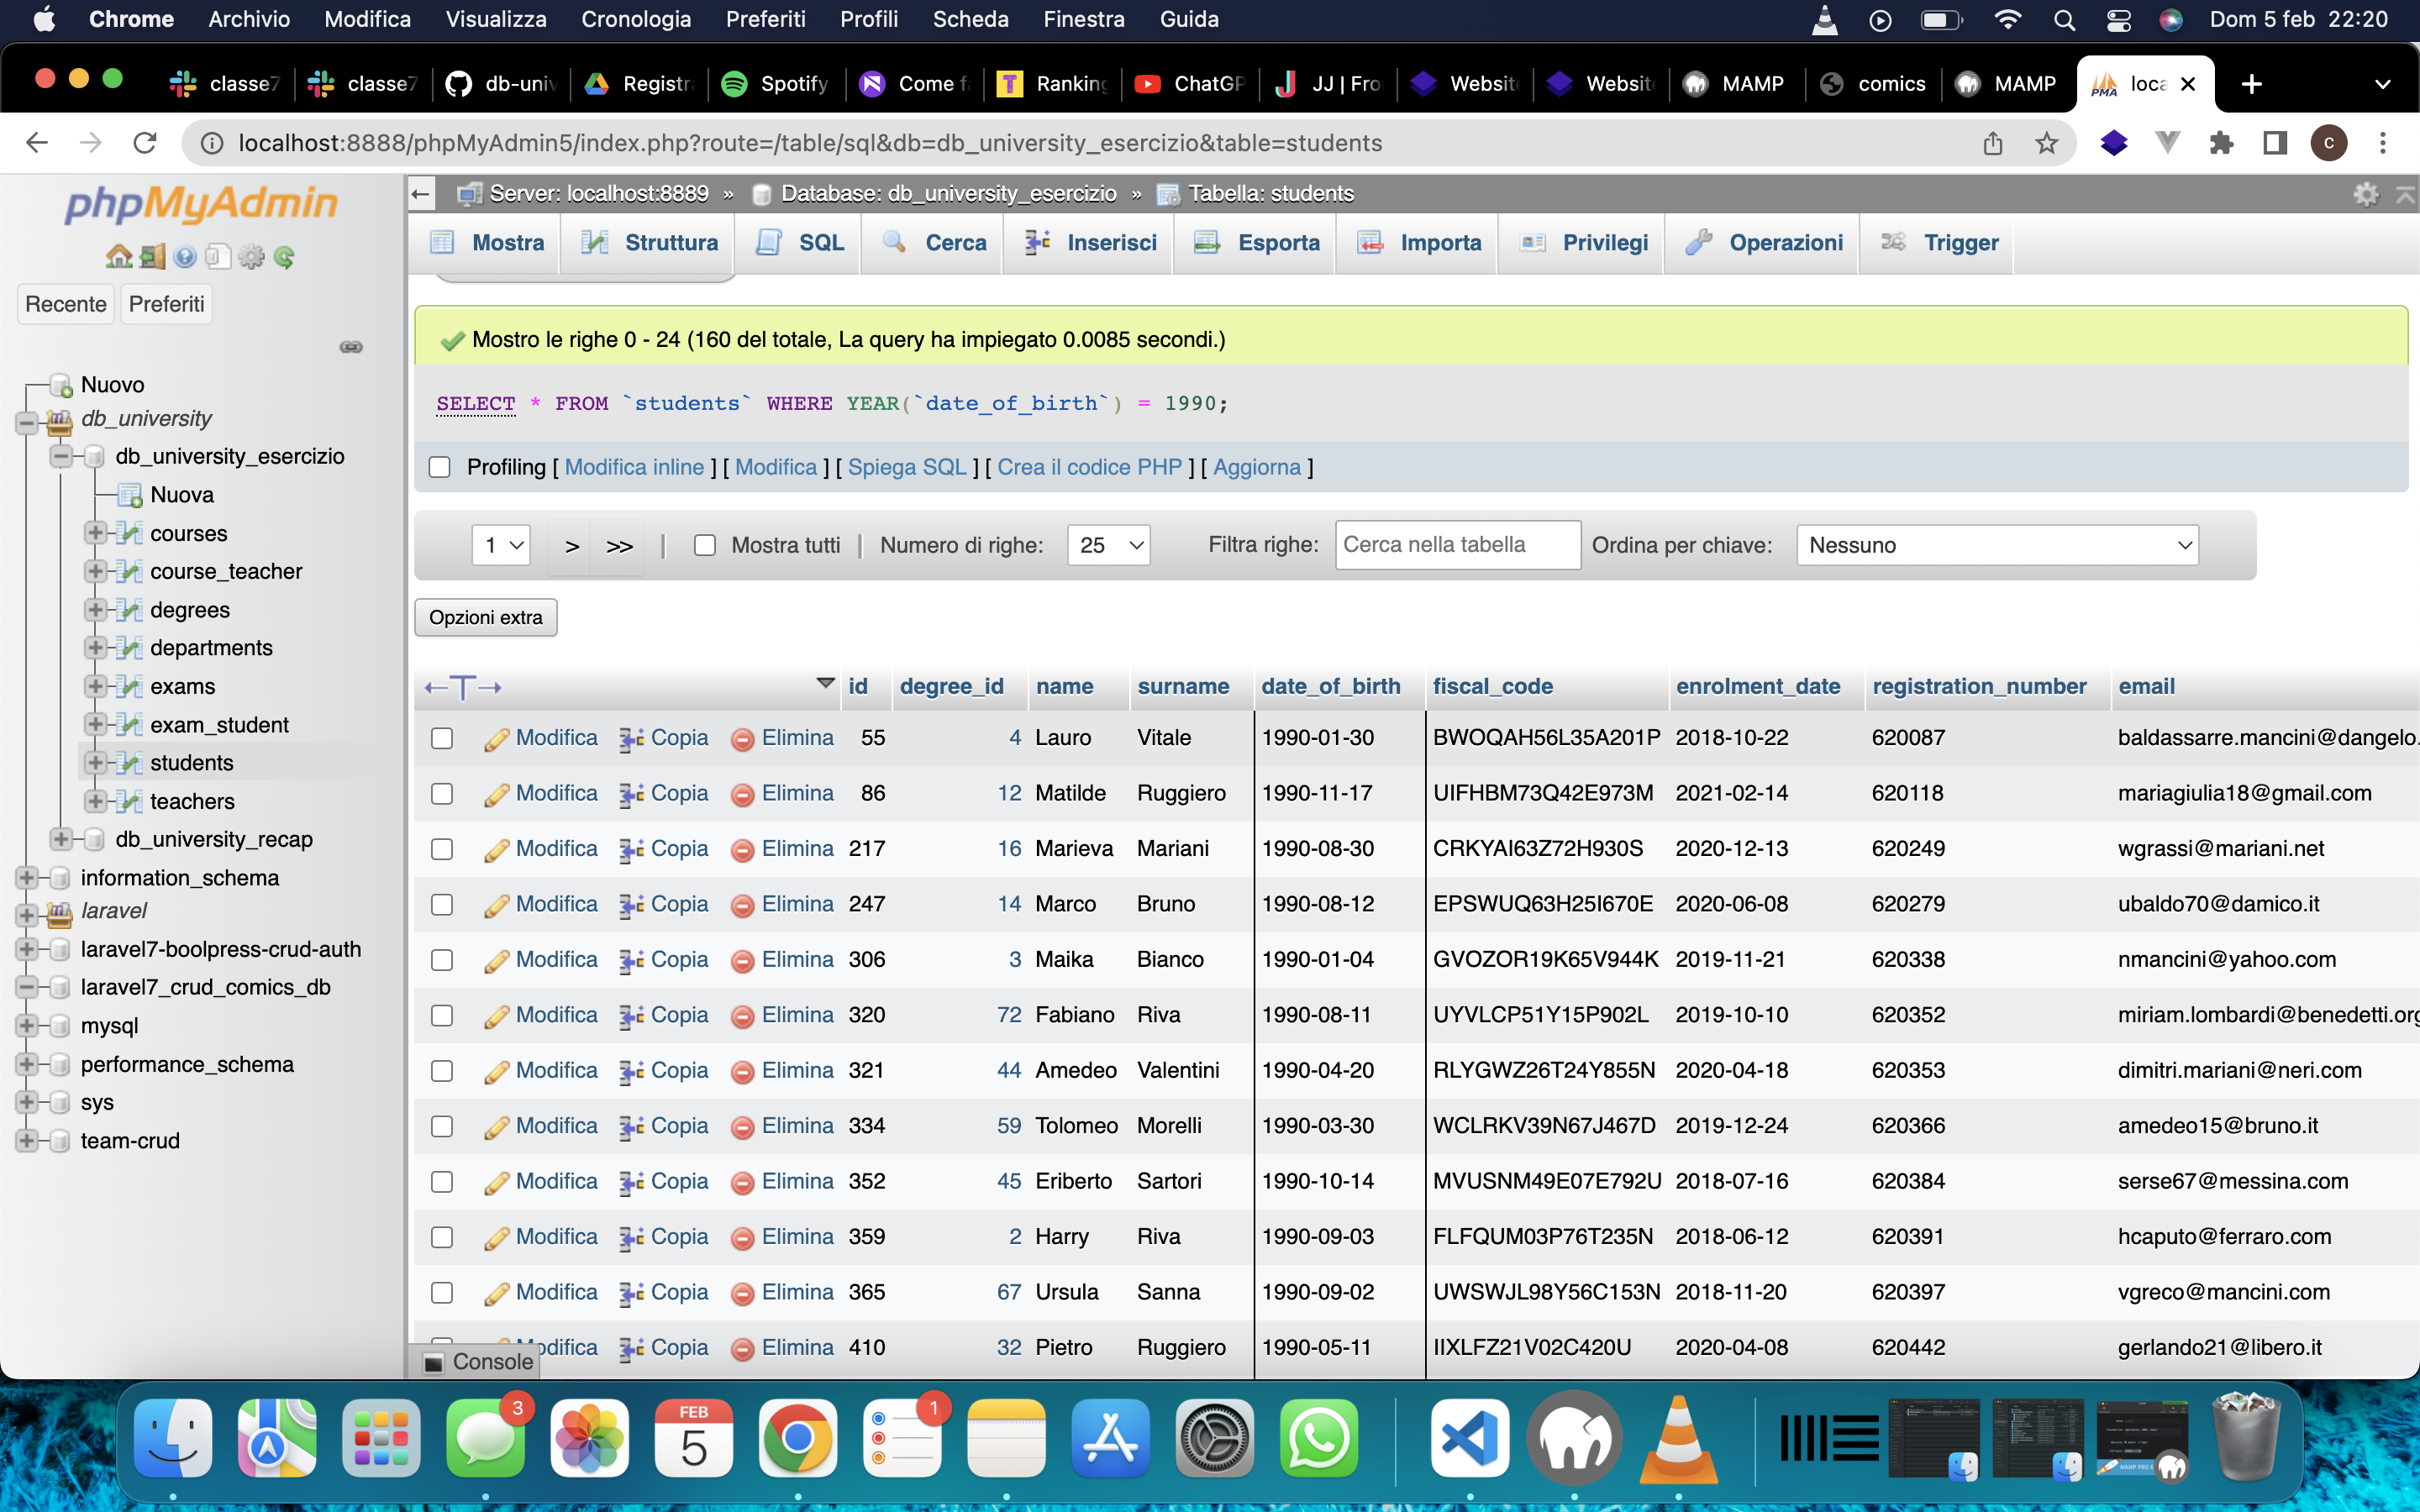 Chrome Archivio Modifica Visualizza Cronologia Preferiti Profili Scheda Finestra Guida Dom 5 feb 22:20
classe7 classe7 db-univ Registra Spotify Come Ranking ChatGP JJ | Fro Website Website MAMP comics MAMP PMA loca
localhost:8888/phpMyAdmin5/index.php?route=/table/sql&db=db_university_esercizio&table=students c
phpMyAdmin
Recente Preferiti
Nuovo
db_university
db_university_esercizio
Nuova
courses
course_teacher
degrees
departments
exams
exam_student
students
teachers
db_university_recap
information_schema
laravel
laravel7-boolpress-crud-auth
laravel7_crud_comics_db
mysql
performance_schema
sys
team-crud
Server: localhost:8889 » Database: db_university_esercizio » Tabella: students
Mostra Struttura SQL Cerca Inserisci Esporta Importa Privilegi Operazioni Trigger
Mostro le righe 0 - 24 (160 del totale, La query ha impiegato 0.0085 secondi.)
SELECT * FROM `students` WHERE YEAR(`date_of_birth`) = 1990;
Profiling [ Modifica inline ] [ Modifica ] [ Spiega SQL ] [ Crea il codice PHP ] [ Aggiorna ]
1 > >> | Mostra tutti | Numero di righe: 25 Filtra righe: Cerca nella tabella Ordina per chiave: Nessuno
Opzioni extra
←T→ id degree_id name surname date_of_birth fiscal_code enrolment_date registration_number email
Modifica Copia Elimina 55 4 Lauro Vitale 1990-01-30 BWOQAH56L35A201P 2018-10-22 620087 baldassarre.mancini@dangelo.
Modifica Copia Elimina 86 12 Matilde Ruggiero 1990-11-17 UIFHBM73Q42E973M 2021-02-14 620118 mariagiulia18@gmail.com
Modifica Copia Elimina 217 16 Marieva Mariani 1990-08-30 CRKYAI63Z72H930S 2020-12-13 620249 wgrassi@mariani.net
Modifica Copia Elimina 247 14 Marco Bruno 1990-08-12 EPSWUQ63H25I670E 2020-06-08 620279 ubaldo70@damico.it
Modifica Copia Elimina 306 3 Maika Bianco 1990-01-04 GVOZOR19K65V944K 2019-11-21 620338 nmancini@yahoo.com
Modifica Copia Elimina 320 72 Fabiano Riva 1990-08-11 UYVLCP51Y15P902L 2019-10-10 620352 miriam.lombardi@benedetti.org
Modifica Copia Elimina 321 44 Amedeo Valentini 1990-04-20 RLYGWZ26T24Y855N 2020-04-18 620353 dimitri.mariani@neri.com
Modifica Copia Elimina 334 59 Tolomeo Morelli 1990-03-30 WCLRKV39N67J467D 2019-12-24 620366 amedeo15@bruno.it
Modifica Copia Elimina 352 45 Eriberto Sartori 1990-10-14 MVUSNM49E07E792U 2018-07-16 620384 serse67@messina.com
Modifica Copia Elimina 359 2 Harry Riva 1990-09-03 FLFQUM03P76T235N 2018-06-12 620391 hcaputo@ferraro.com
Modifica Copia Elimina 365 67 Ursula Sanna 1990-09-02 UWSWJL98Y56C153N 2018-11-20 620397 vgreco@mancini.com
odifica Copia Elimina 410 32 Pietro Ruggiero 1990-05-11 IIXLFZ21V02C420U 2020-04-08 620442 gerlando21@libero.it
Console
3 FEB 5 1